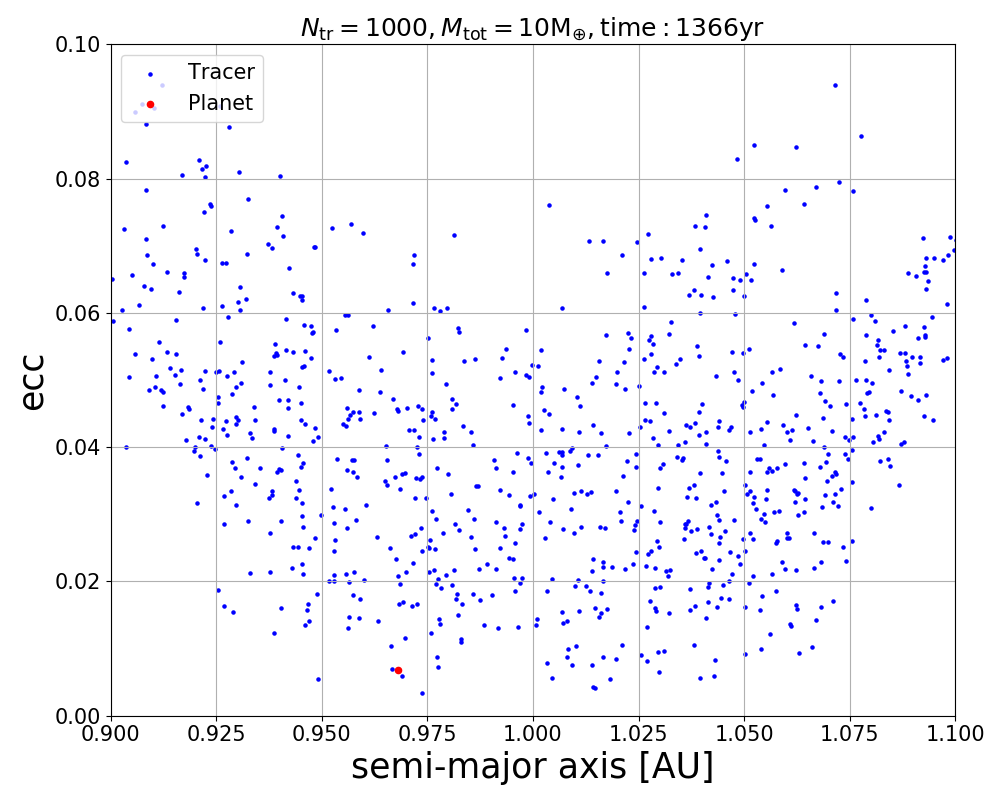 N_tr = 1000, M_tot = 10M_⊕, time : 1366yr
Tracer
Planet
0.10
0.08
0.06
0.04
0.02
0.00
ecc
0.900 0.925 0.950 0.975 1.000 1.025 1.050 1.075 1.100
semi-major axis [AU]